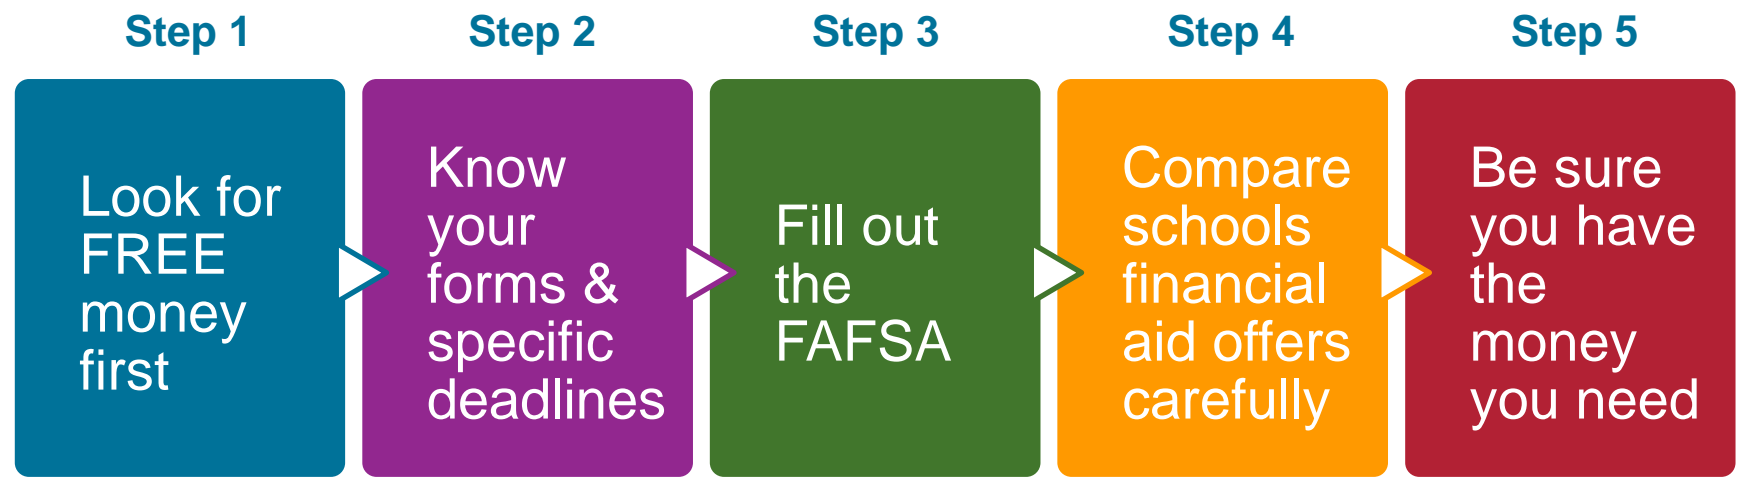 Step 1
Look for
FREE
money
first
Step 2
Know
your
forms &
specific
deadlines
Step 3
Fill out
the
FAFSA
Step 4
Compare
schools
financial
aid offers
carefully
Step 5
Be sure
you have
the
money
you need